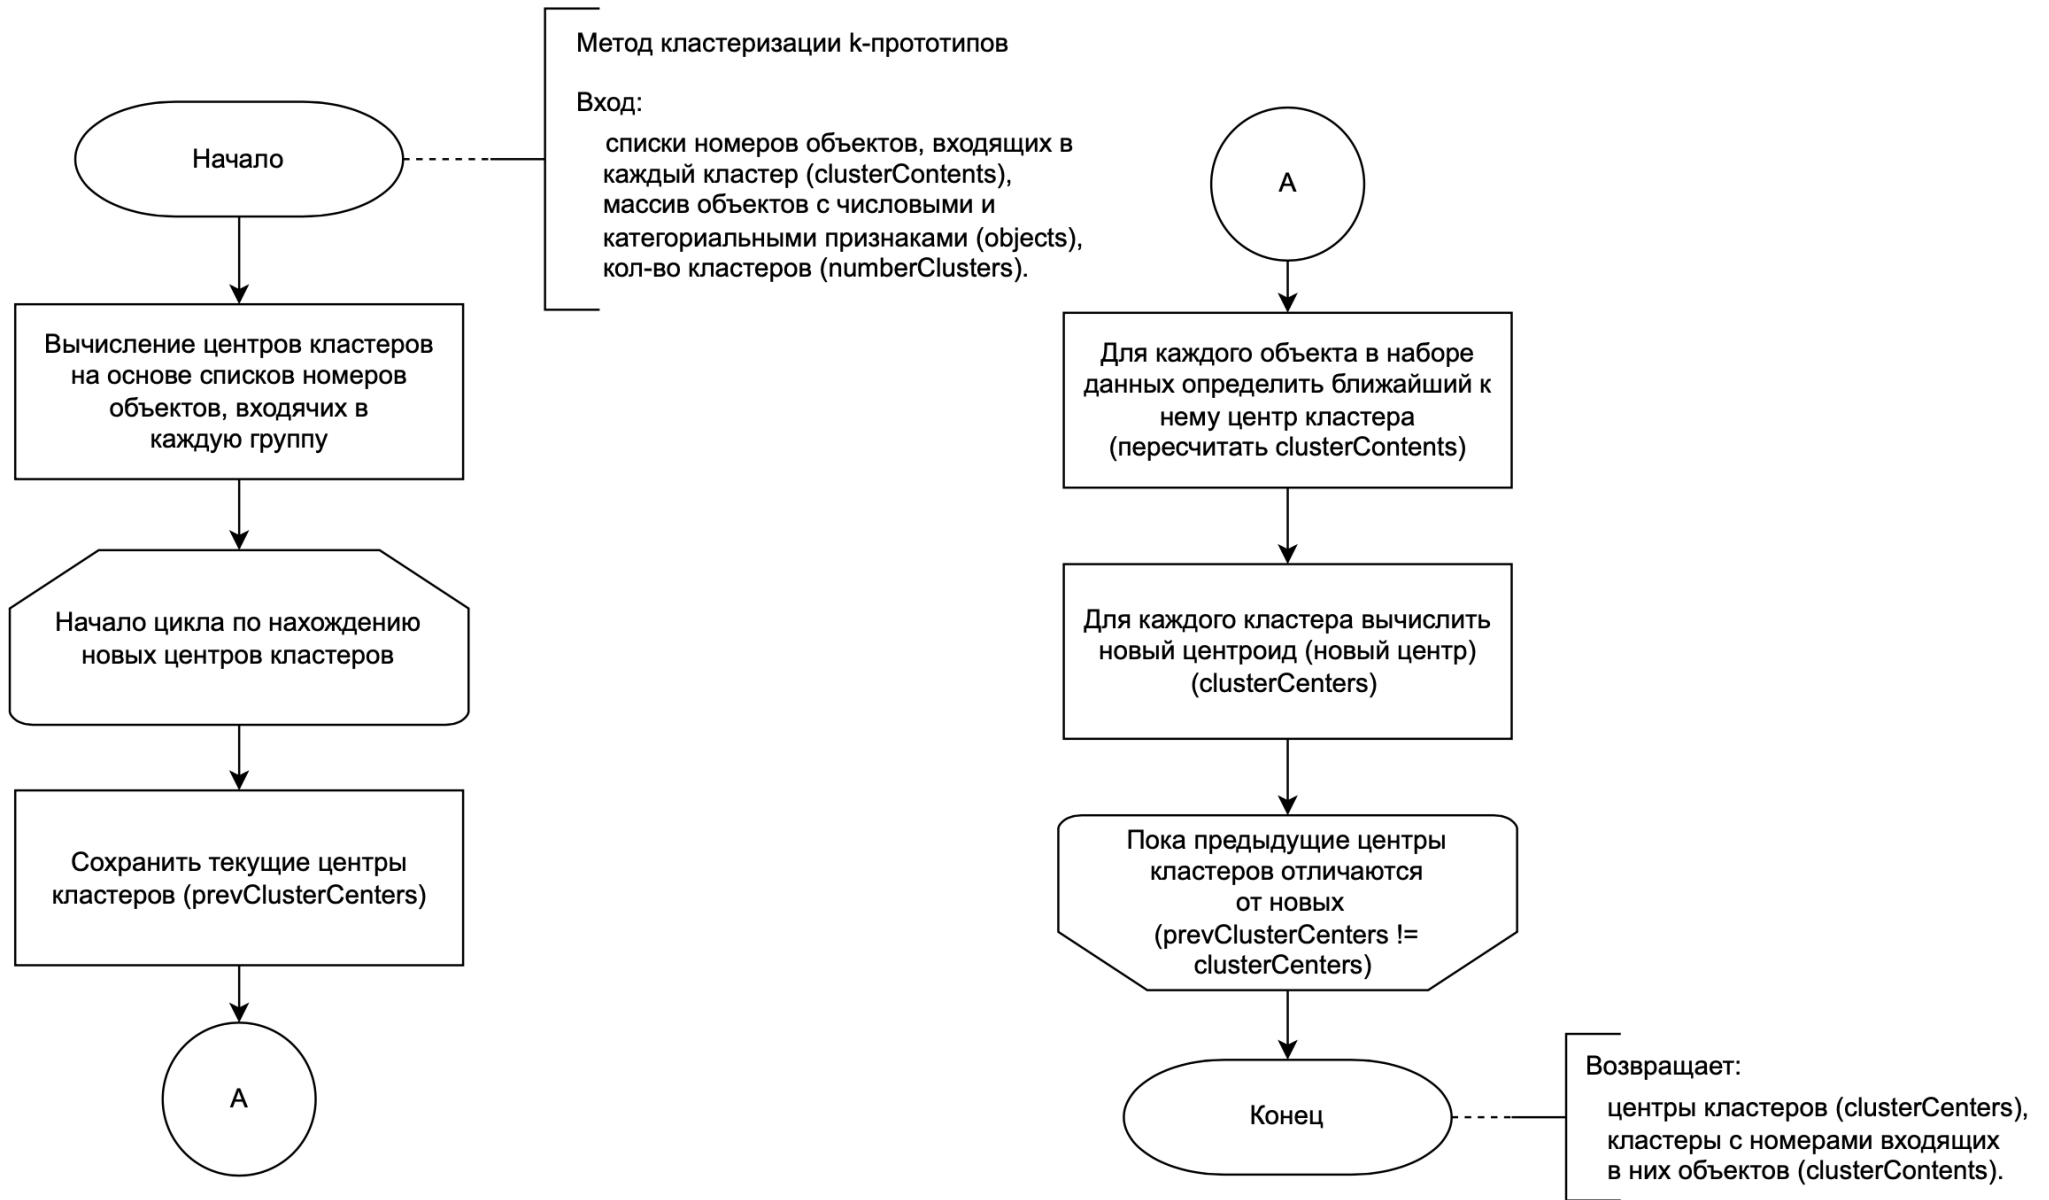 Метод кластеризации k-прототипов
Вход:
списки номеров объектов, входящих в
каждый кластер (clusterContents),
массив объектов с числовыми и
категориальными признаками (objects),
кол-во кластеров (numberClusters).
Начало
Вычисление центров кластеров
на основе списков номеров
объектов, входячих в
каждую группу
Начало цикла по нахождению
новых центров кластеров
Сохранить текущие центры
кластеров (prevClusterCenters)
A
A
Для каждого объекта в наборе
данных определить ближайший к
нему центр кластера
(пересчитать clusterContents)
Для каждого кластера вычислить
новый центроид (новый центр)
(clusterCenters)
Пока предыдущие центры
кластеров отличаются
от новых
(prevClusterCenters !=
clusterCenters)
Конец
Возвращает:
центры кластеров (clusterCenters),
кластеры с номерами входящих
в них объектов (clusterContents).